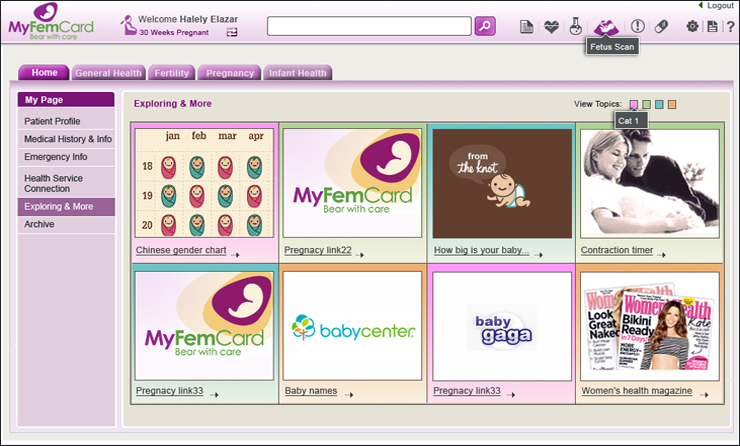 Logout
MyFemCard
Bear with care
Welcome Halely Elazar
30 Weeks Pregnant
?
Fetus Scan
Home
General Health
Fertility
Pregnancy
Infant Health
My Page
Patient Profile
Medical History & Info
Emergency Info
Health Service
Connection
Exploring & More
Archive
Exploring & More
View Topics:
Cat 1
jan feb mar apr
18
19
20
Chinese gender chart
MyFemCard
Bear with care
Pregnacy link22
from
the knot
How big is your baby...
Contraction timer
MyFemCard
Bear with care
Pregnacy link33
babycenter
Baby names
baby
gaga
Pregnacy link33
Women'sHealth
Look
Great
Naked
Bikini
Ready
in 7 Days!
Kate
Women's health magazine